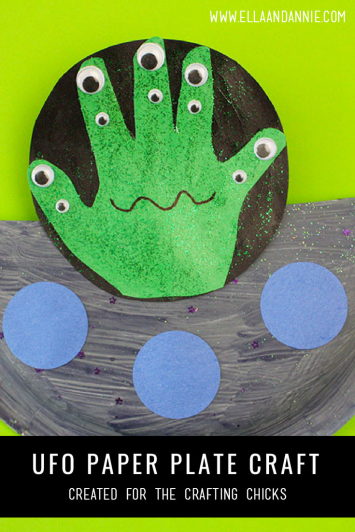 WWW.ELLAANDANNIE.COM
UFO PAPER PLATE CRAFT
CREATED FOR THE CRAFTING CHICKS